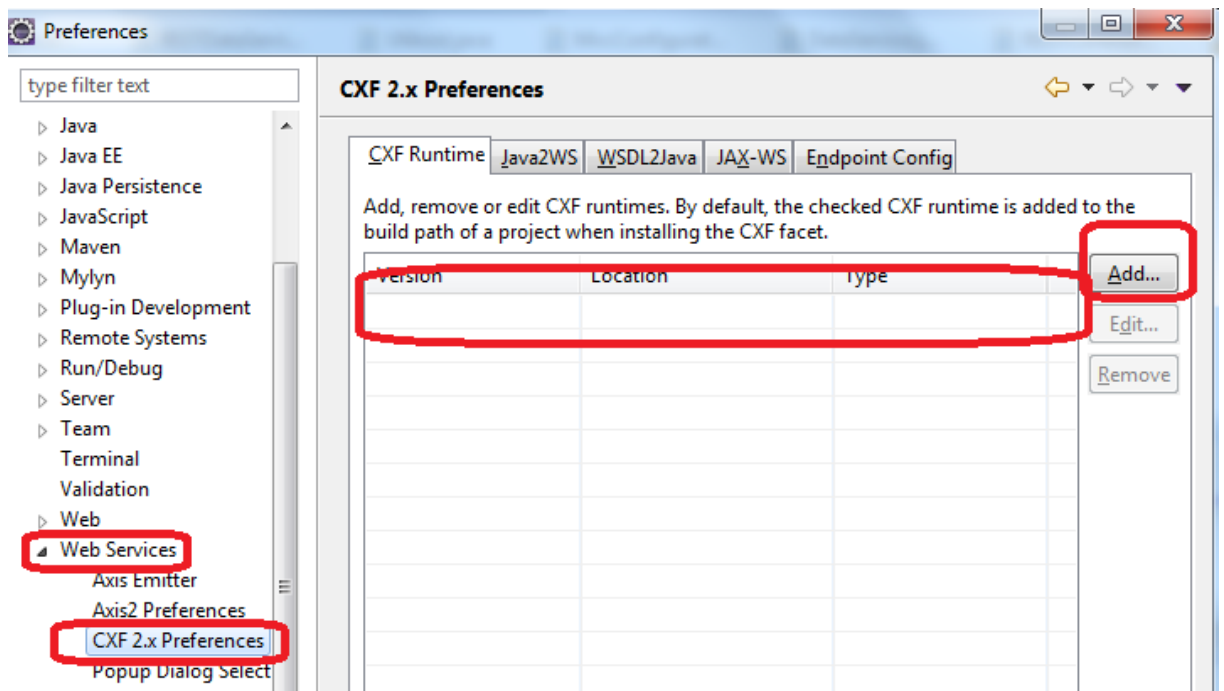 Preferences
type filter text
Java
Java EE
Java Persistence
JavaScript
Maven
Mylyn
Plug-in Development
Remote Systems
Run/Debug
Server
Team
Terminal
Validation
Web
Web Services
Axis Emitter
Axis2 Preferences
CXF 2.x Preferences
Popup Dialog Select
CXF 2.x Preferences
CXF Runtime Java2WS WSDL2Java JAX-WS Endpoint Config
Add, remove or edit CXF runtimes. By default, the checked CXF runtime is added to the
build path of a project when installing the CXF facet.
Version Location Type
Add...
Edit...
Remove